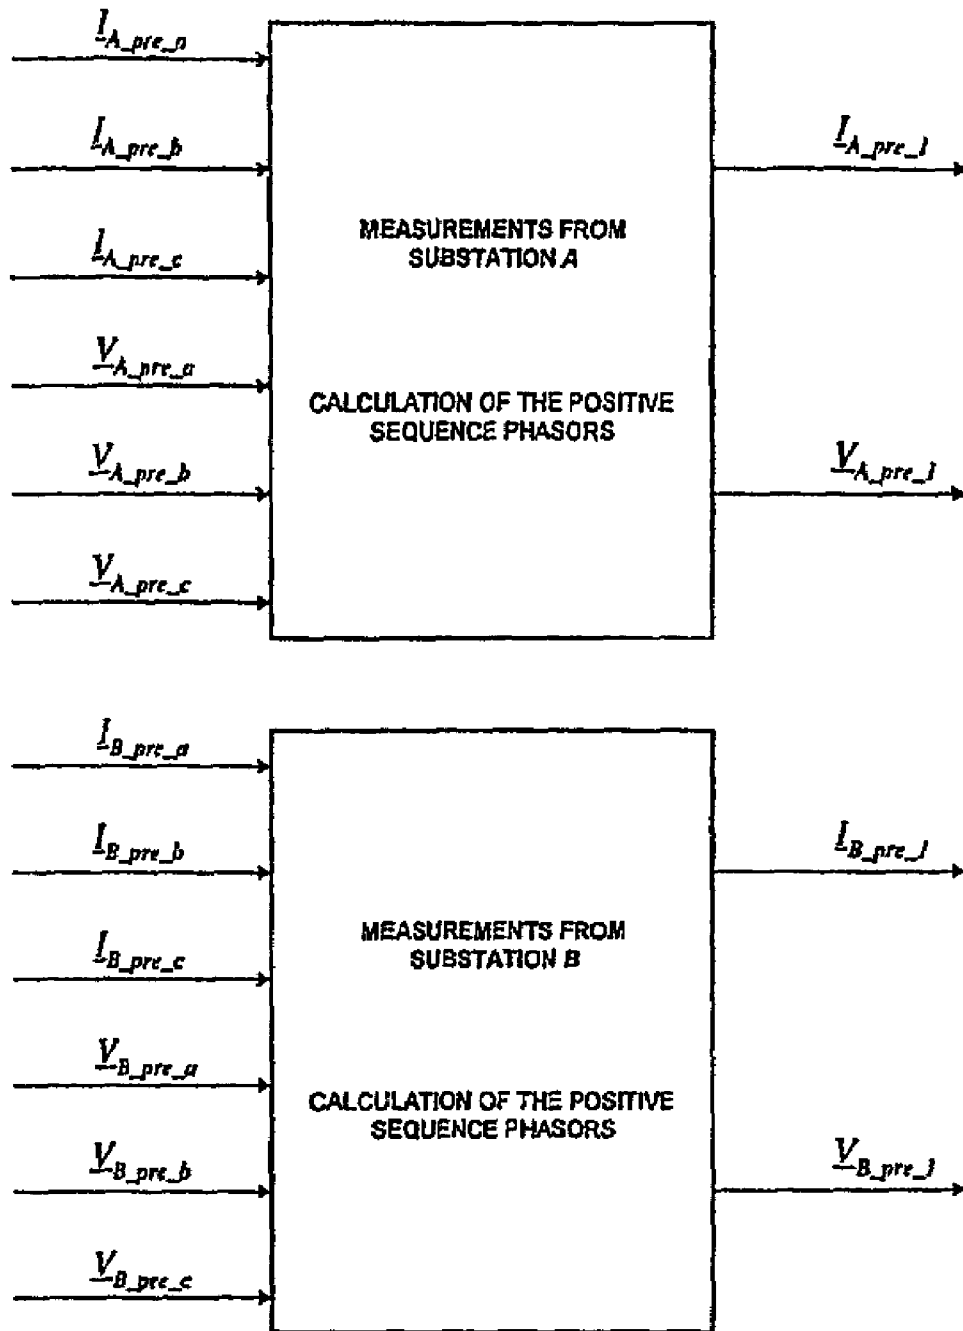 I_A_pre_a
I_A_pre_b
I_A_pre_c
V_A_pre_a
V_A_pre_b
V_A_pre_c
MEASUREMENTS FROM
SUBSTATION A
CALCULATION OF THE POSITIVE
SEQUENCE PHASORS
I_A_pre_1
V_A_pre_1
I_B_pre_a
I_B_pre_b
I_B_pre_c
V_B_pre_a
V_B_pre_b
V_B_pre_c
MEASUREMENTS FROM
SUBSTATION B
CALCULATION OF THE POSITIVE
SEQUENCE PHASORS
I_B_pre_1
V_B_pre_1